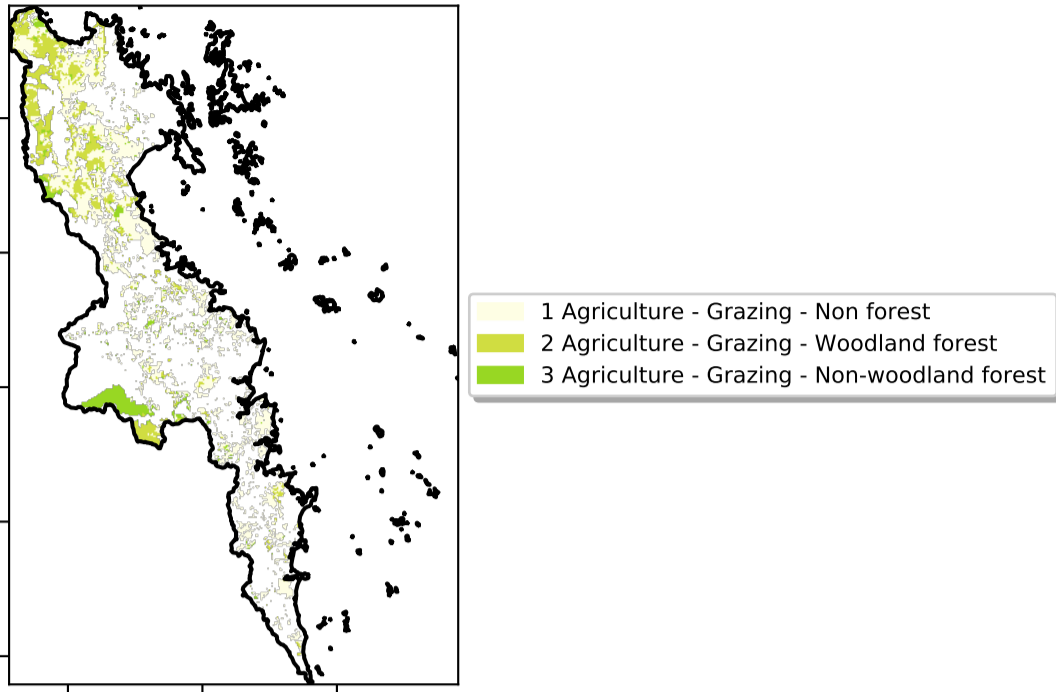 1 Agriculture - Grazing - Non forest
2 Agriculture - Grazing - Woodland forest
3 Agriculture - Grazing - Non-woodland forest